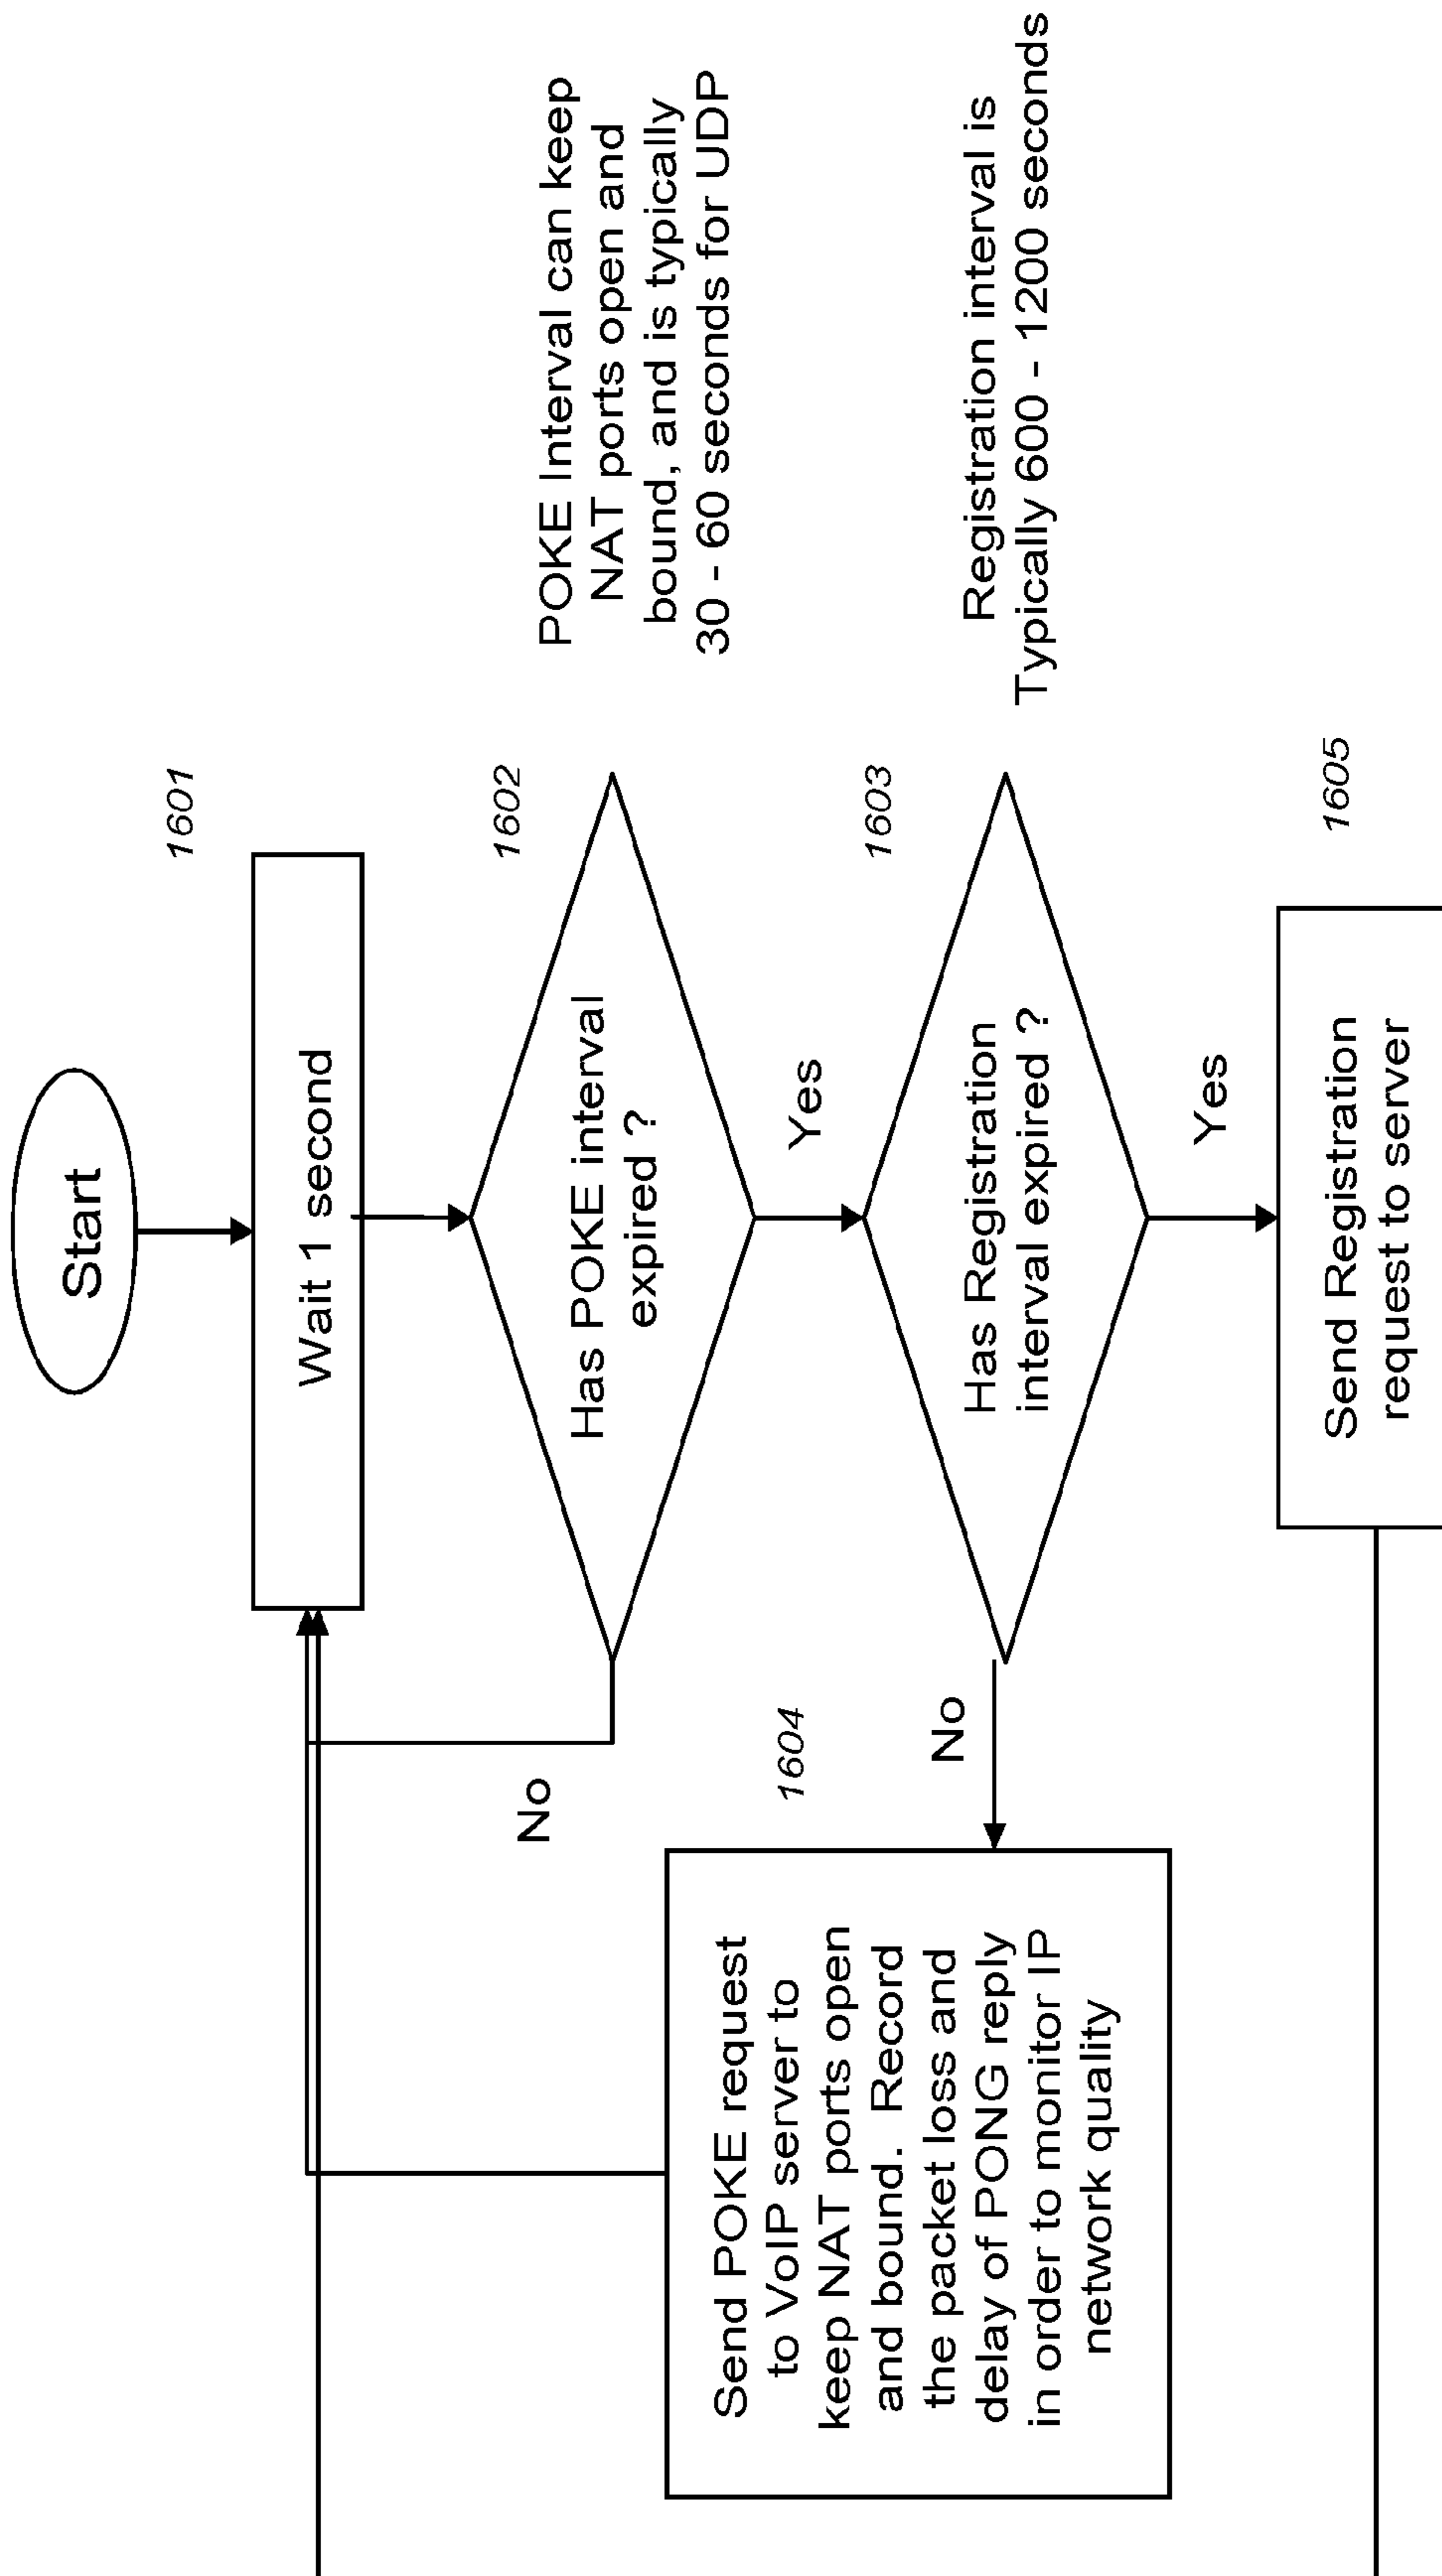 Start
1601
Wait 1 second
1602
Has POKE interval
expired ?
POKE Interval can keep
NAT ports open and
bound, and is typically
30 - 60 seconds for UDP
No
Yes
1603
Has Registration
interval expired ?
Registration interval is
Typically 600 - 1200 seconds
No
1604
Send POKE request
to VoIP server to
keep NAT ports open
and bound. Record
the packet loss and
delay of PONG reply
in order to monitor IP
network quality
Yes
1605
Send Registration
request to server